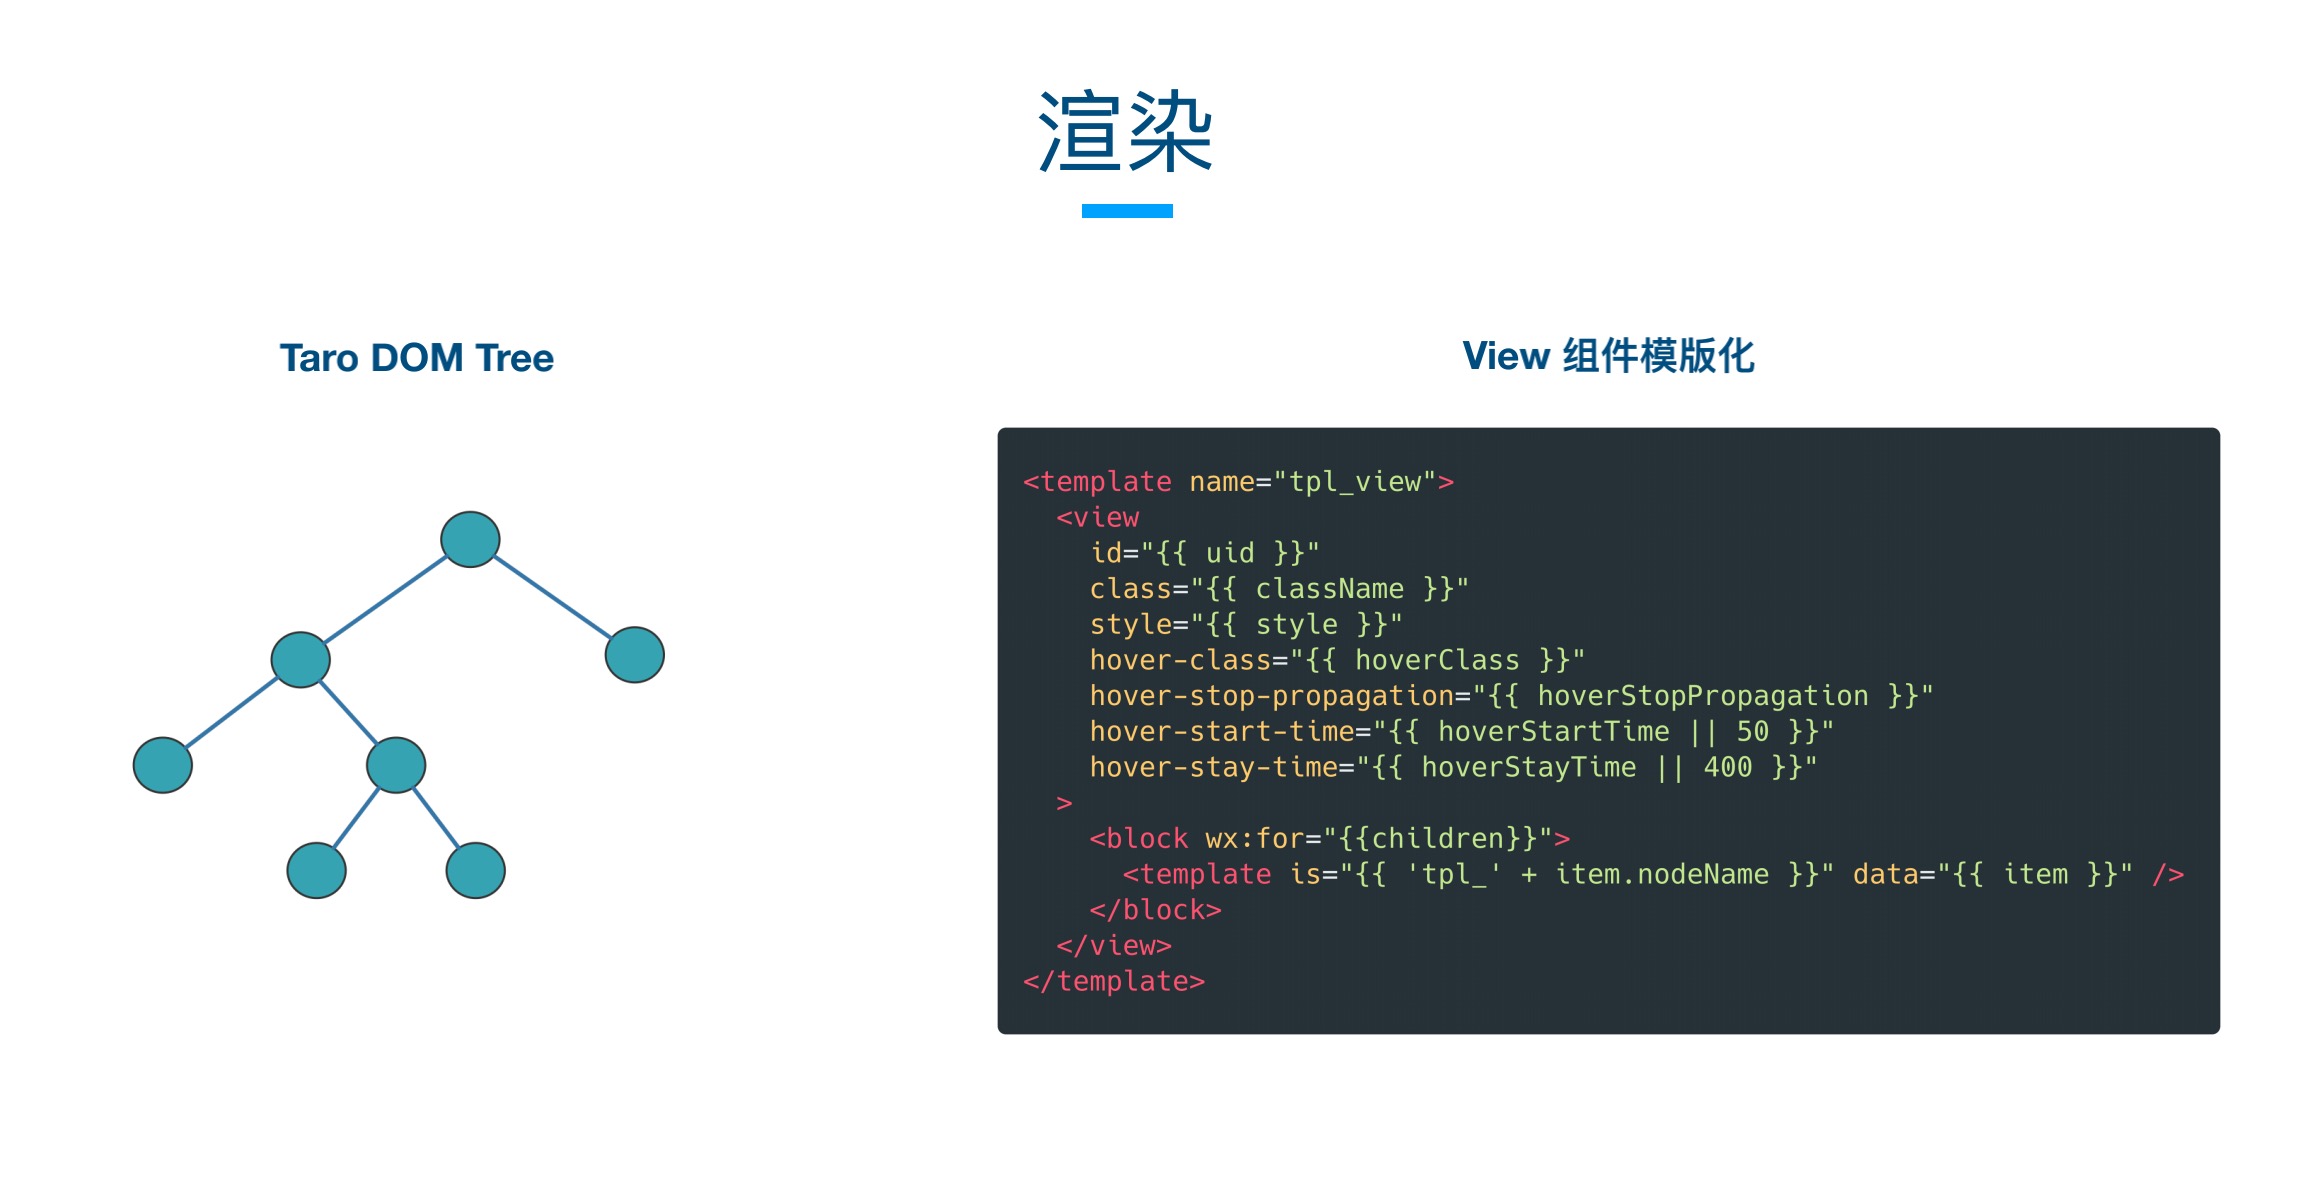 渲染
Taro DOM Tree
View 组件模版化
<template name="tpl_view">
  <view
    id="{{ uid }}"
    class="{{ className }}"
    style="{{ style }}"
    hover-class="{{ hoverClass }}"
    hover-stop-propagation="{{ hoverStopPropagation }}"
    hover-start-time="{{ hoverStartTime || 50 }}"
    hover-stay-time="{{ hoverStayTime || 400 }}"
  >
    <block wx:for="{{children}}">
      <template is="{{ 'tpl_' + item.nodeName }}" data="{{ item }}" />
    </block>
  </view>
</template>